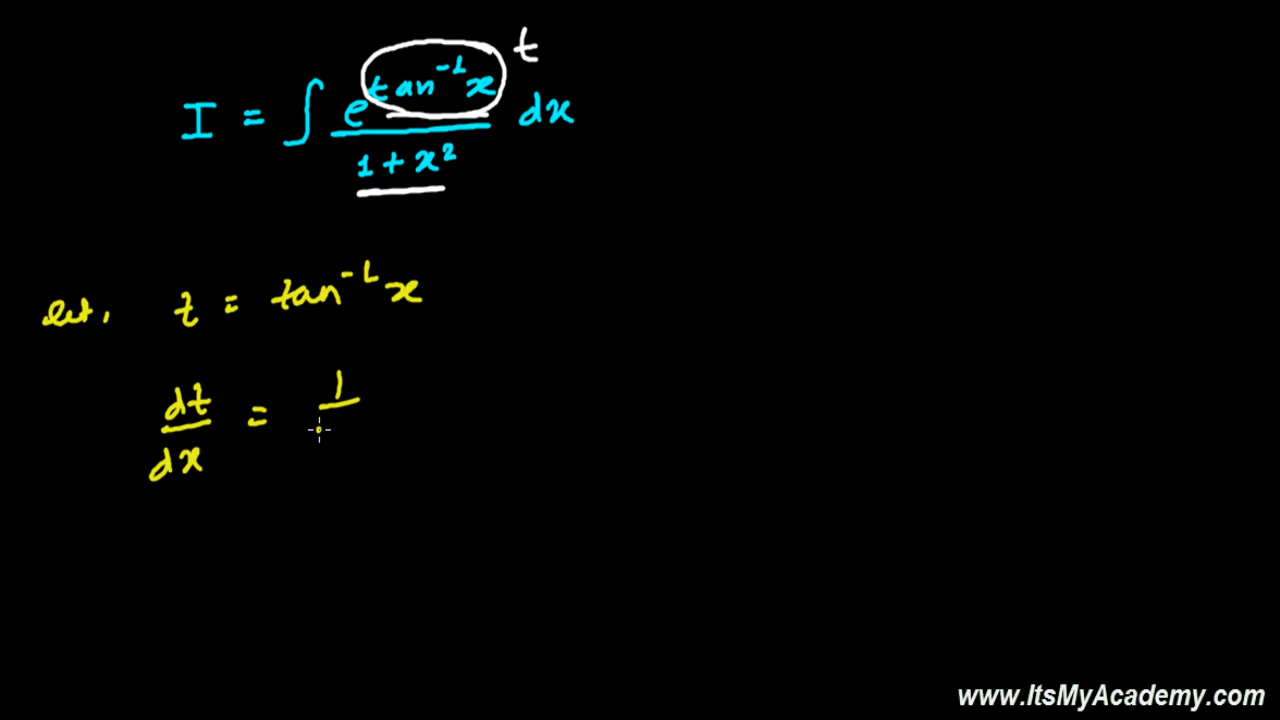 I = ∫ e^(tan⁻¹x) / (1 + x²) dx t
let, t = tan⁻¹x
dt/dx = 1/
www.ItsMyAcademy.com